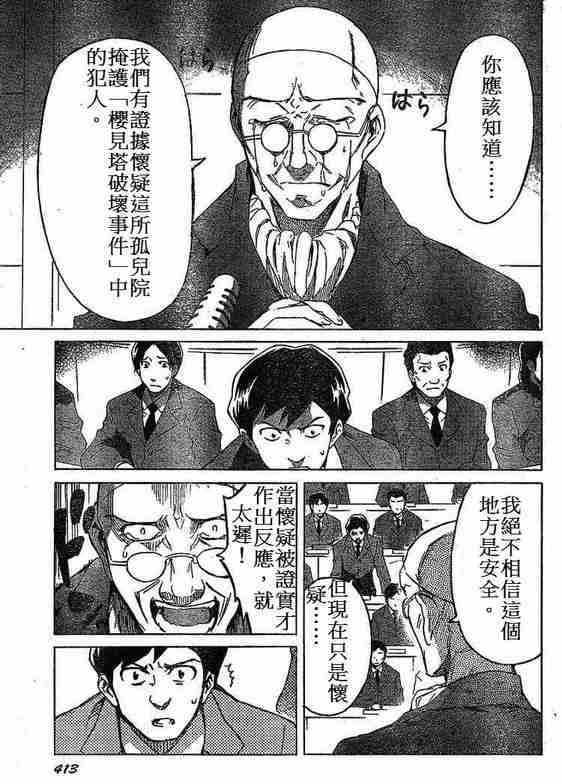 你應該知道……
はら
はら
我們有證據懷疑這所孤兒院
掩護「櫻見塔破壞事件」中
的犯人。
我絕不相信這個
地方是安全。
但現在只是懷
疑……
當懷疑被證實才
作出反應，就
太遲！
413